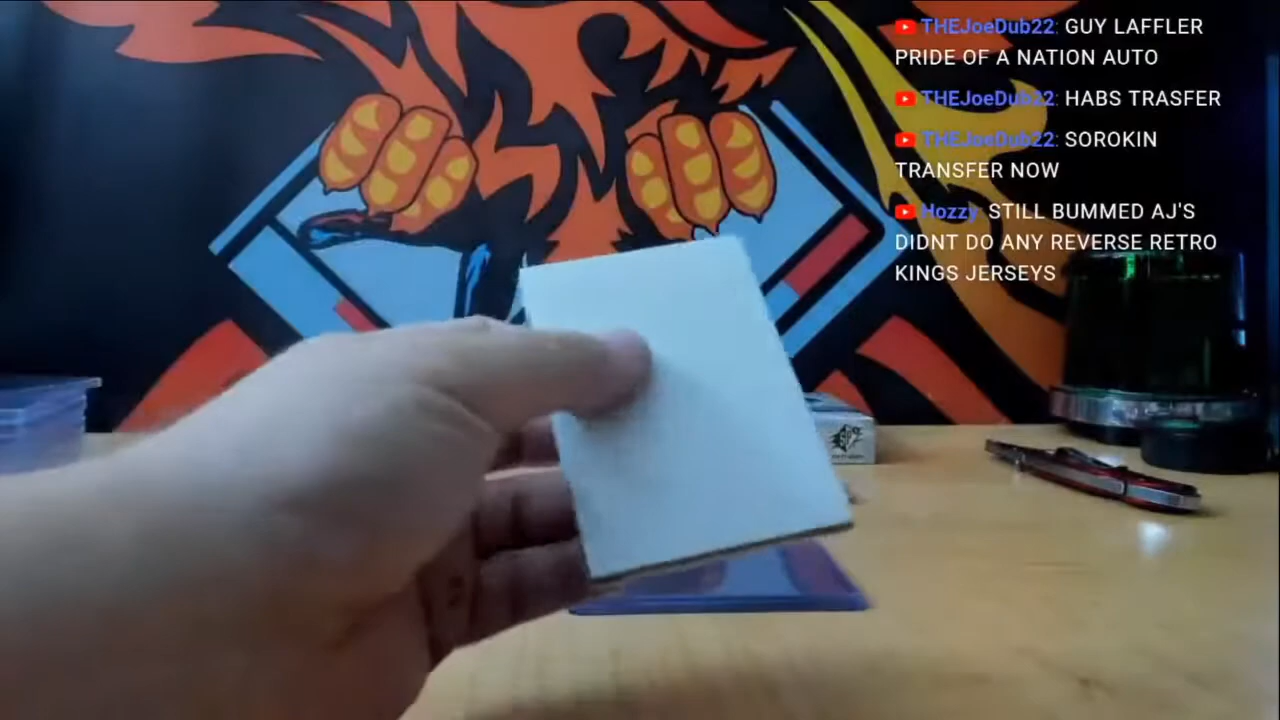 THEJoeDub22: GUY LAFFLER
PRIDE OF A NATION AUTO
THEJoeDub22: HABS TRASFER
THEJoeDub22: SOROKIN
TRANSFER NOW
Hozzy STILL BUMMED AJ'S
DIDNT DO ANY REVERSE RETRO
KINGS JERSEYS